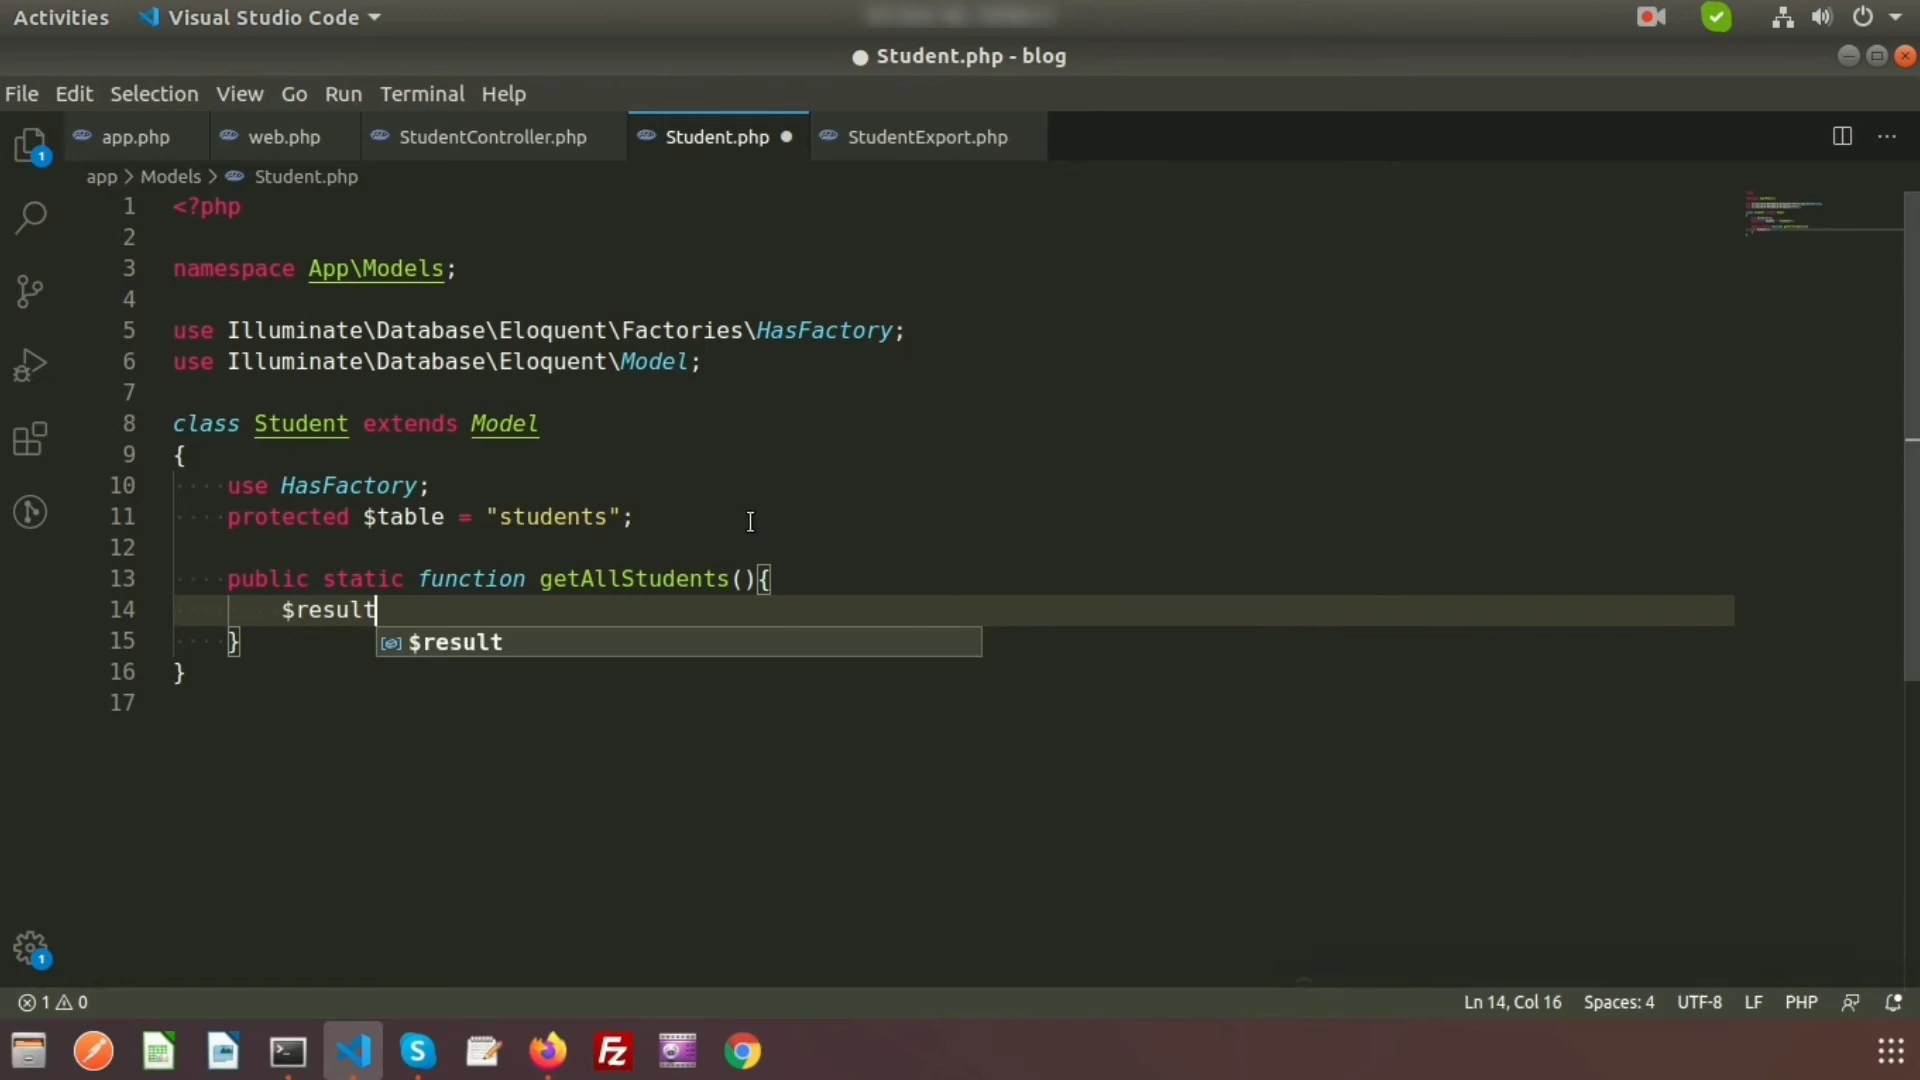 Activities Visual Studio Code
Student.php - blog
File Edit Selection View Go Run Terminal Help
app.php web.php StudentController.php Student.php StudentExport.php
1
app > Models > Student.php
1 <?php
2
3 namespace App\Models;
4
5 use Illuminate\Database\Eloquent\Factories\HasFactory;
6 use Illuminate\Database\Eloquent\Model;
7
8 class Student extends Model
9 {
10 use HasFactory;
11 protected $table = "students";
12
13 public static function getAllStudents(){
14 $result
15 }
$result
16 }
17
1
1 0
Ln 14, Col 16 Spaces: 4 UTF-8 LF PHP
S Fz